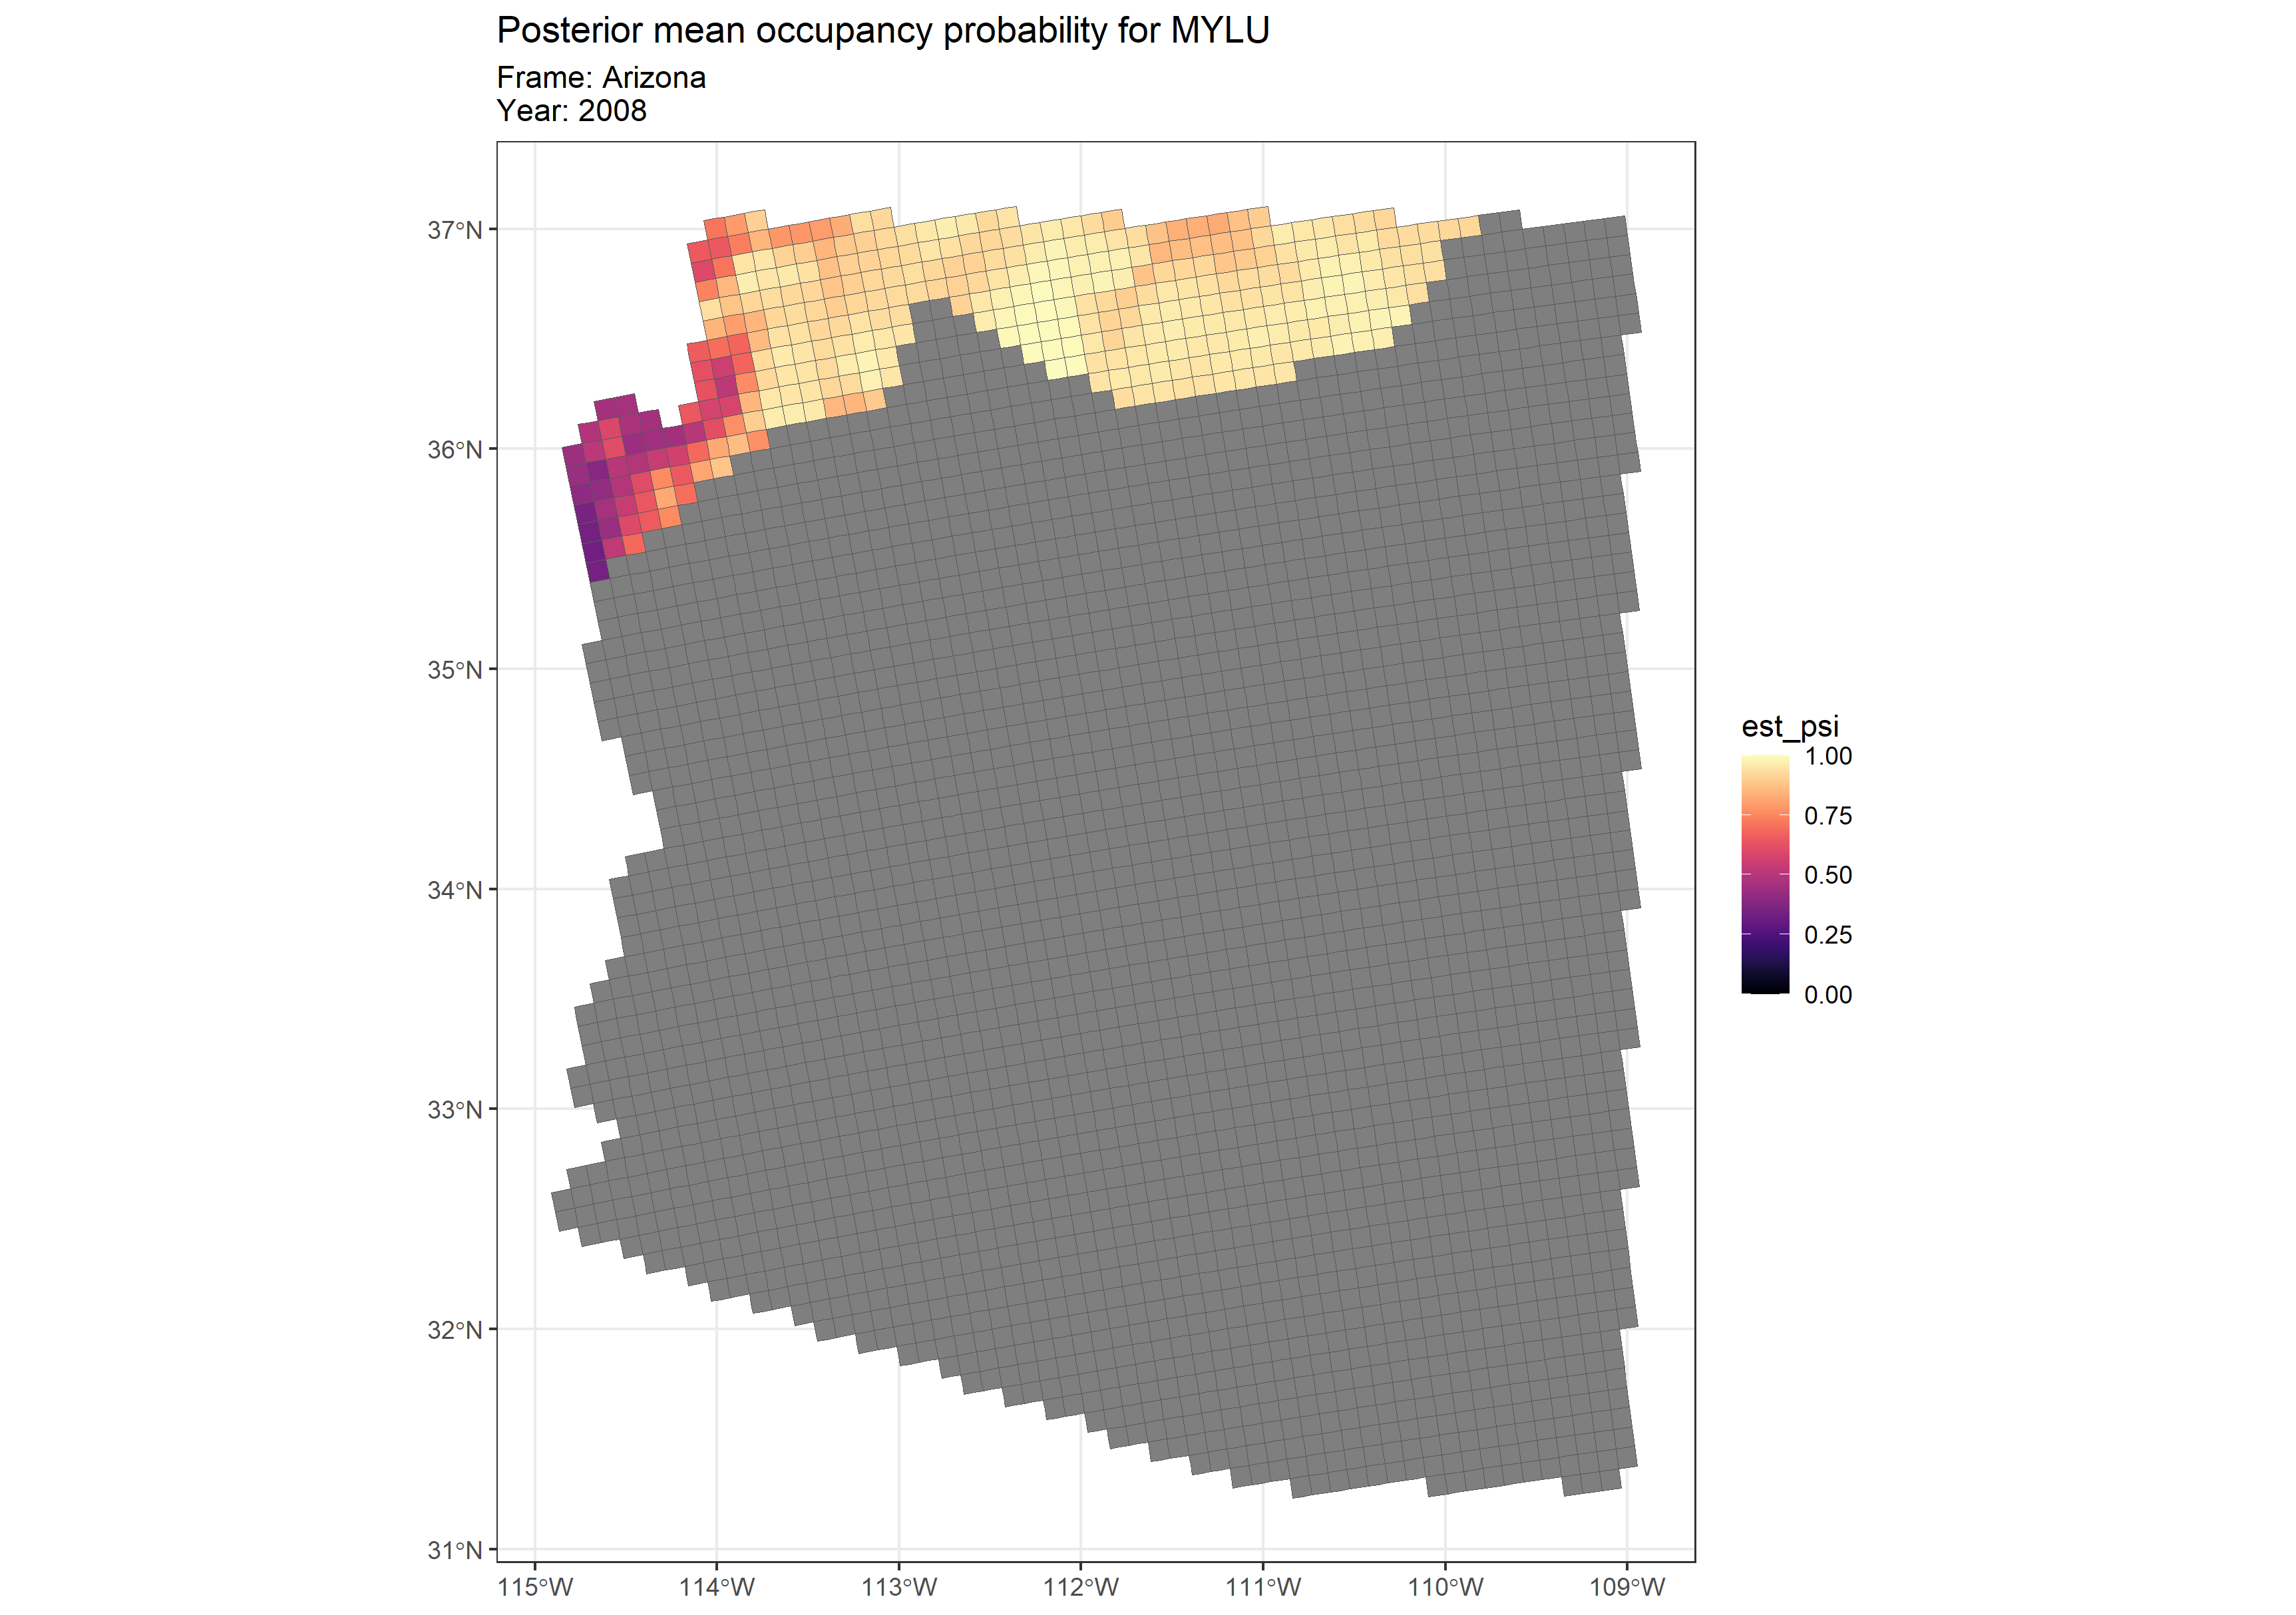 Posterior mean occupancy probability for MYLU
Frame: Arizona
Year: 2008
37°N
36°N
35°N
34°N
33°N
32°N
31°N
115°W
114°W
113°W
112°W
111°W
110°W
109°W
est_psi
1.00
0.75
0.50
0.25
0.00